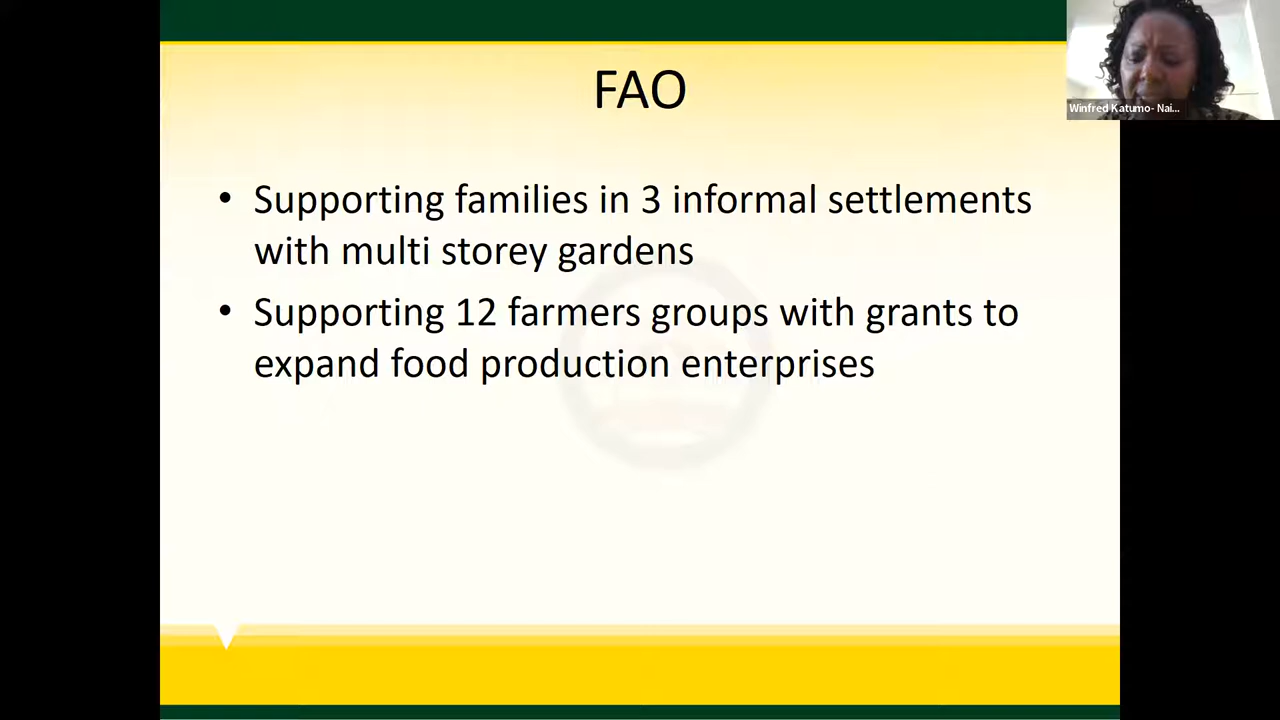 FAO
Winfred Katumo- Nai...
• Supporting families in 3 informal settlements
with multi storey gardens
• Supporting 12 farmers groups with grants to
expand food production enterprises